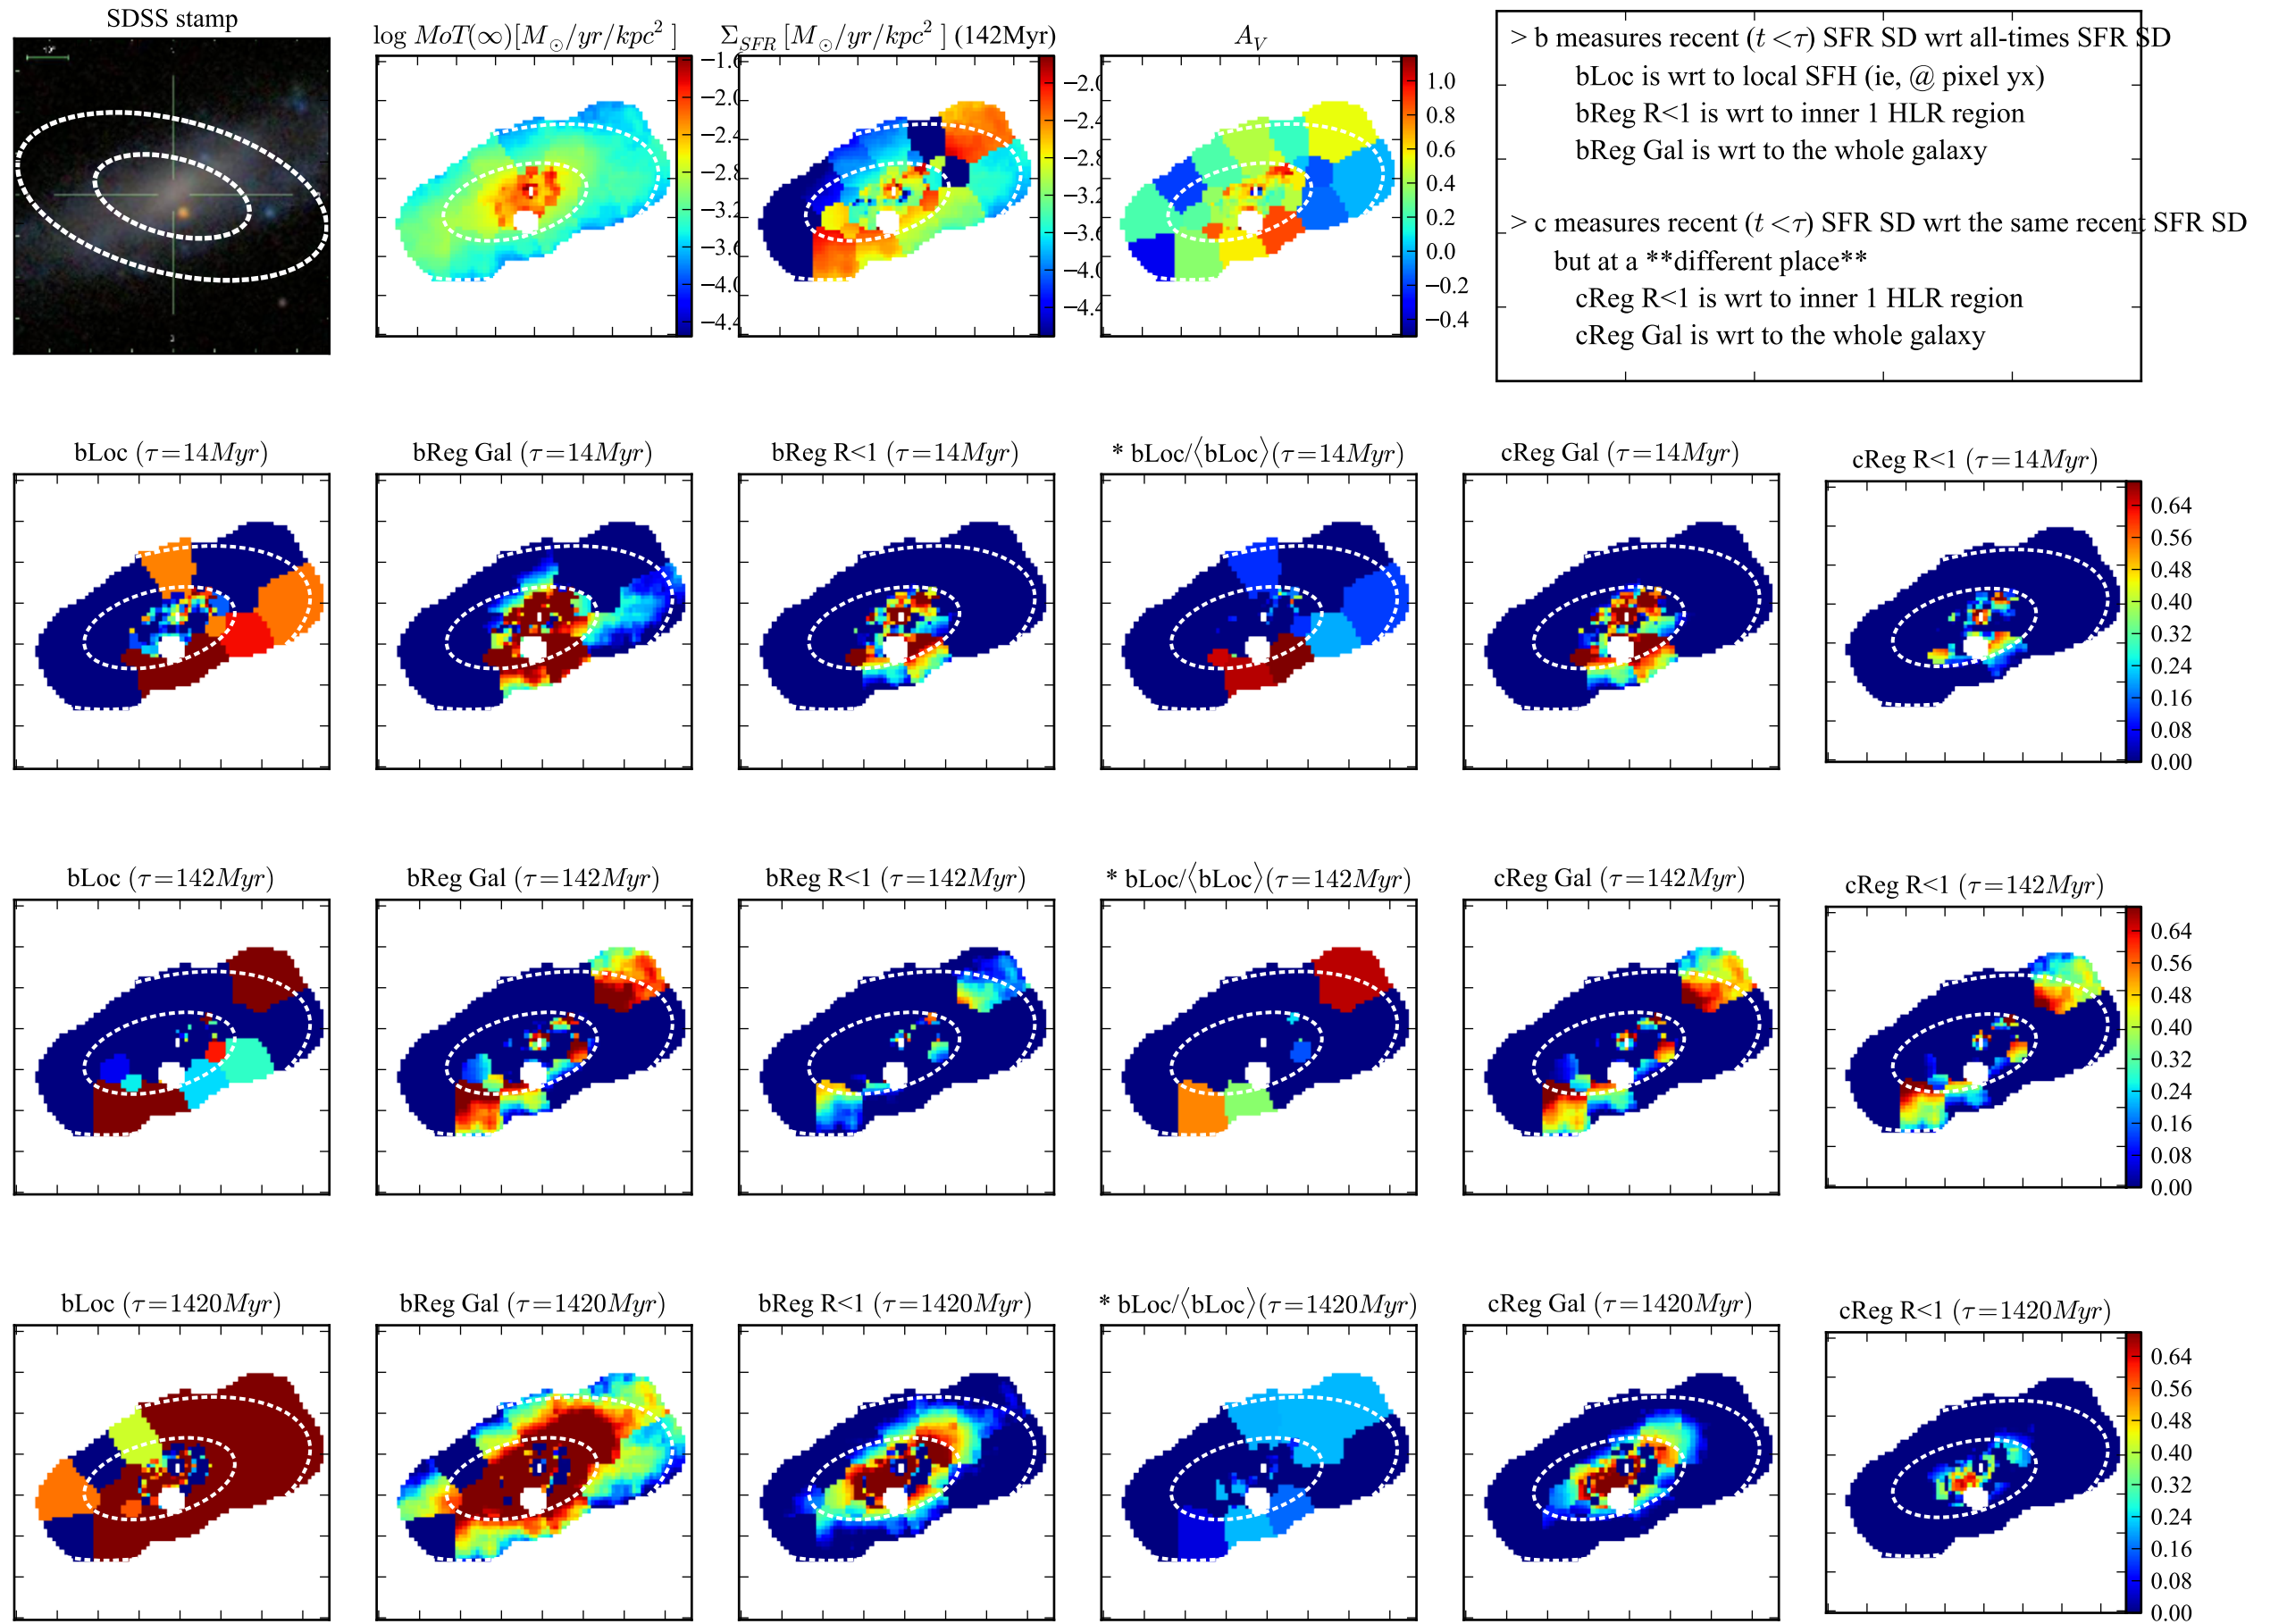 SDSS stamp
log MoT(∞)[M⊙/yr/kpc² ]
Σ_SFR [M⊙/yr/kpc² ] (142Myr)
A_V
−1.6
−2.0
−2.4
−2.8
−3.2
−3.6
−4.0
−4.4
−2.0
−2.
−3.
−3.
−4.
1.0
0.8
0.6
0.4
0.2
0.0
−0.2
−0.4
> b measures recent (t <τ) SFR SD wrt all-times SFR SD
bLoc is wrt to local SFH (ie, @ pixel yx)
bReg R<1 is wrt to inner 1 HLR region
bReg Gal is wrt to the whole galaxy
> c measures recent (t <τ) SFR SD wrt the same recent SFR SD
but at a **different place**
cReg R<1 is wrt to inner 1 HLR region
cReg Gal is wrt to the whole galaxy
bLoc (τ=14Myr)
bReg Gal (τ=14Myr)
bReg R<1 (τ=14Myr)
* bLoc/⟨bLoc⟩(τ=14Myr)
cReg Gal (τ=14Myr)
cReg R<1 (τ=14Myr)
0.64
0.56
0.48
0.40
0.32
0.24
0.16
0.08
0.00
bLoc (τ=142Myr)
bReg Gal (τ=142Myr)
bReg R<1 (τ=142Myr)
* bLoc/⟨bLoc⟩(τ=142Myr)
cReg Gal (τ=142Myr)
cReg R<1 (τ=142Myr)
0.64
0.56
0.48
0.40
0.32
0.24
0.16
0.08
0.00
bLoc (τ=1420Myr)
bReg Gal (τ=1420Myr)
bReg R<1 (τ=1420Myr)
* bLoc/⟨bLoc⟩(τ=1420Myr)
cReg Gal (τ=1420Myr)
cReg R<1 (τ=1420Myr)
0.64
0.56
0.48
0.40
0.32
0.24
0.16
0.08
0.00